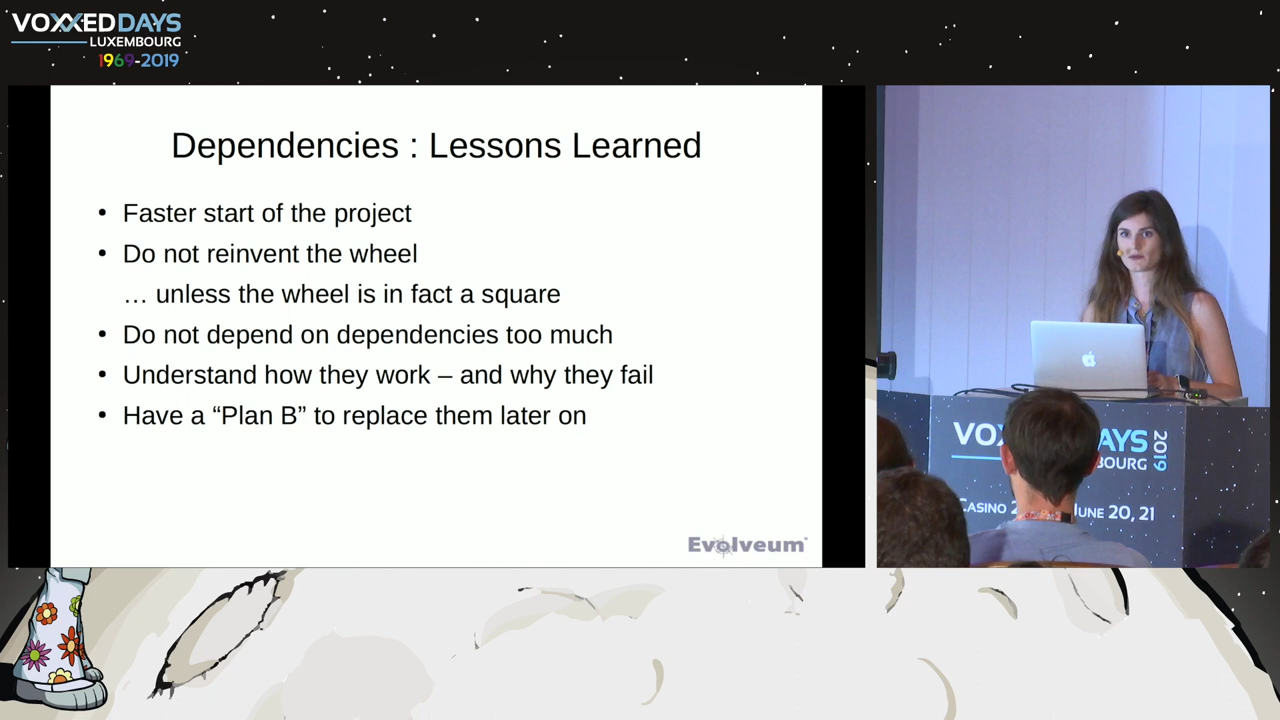 VOXXEDDAYS
LUXEMBOURG
1969-2019
Dependencies : Lessons Learned
• Faster start of the project
• Do not reinvent the wheel
… unless the wheel is in fact a square
• Do not depend on dependencies too much
• Understand how they work – and why they fail
• Have a “Plan B” to replace them later on
Evolveum
VOX AYS 2019
BOURG
CASINO 2 JUNE 20, 21